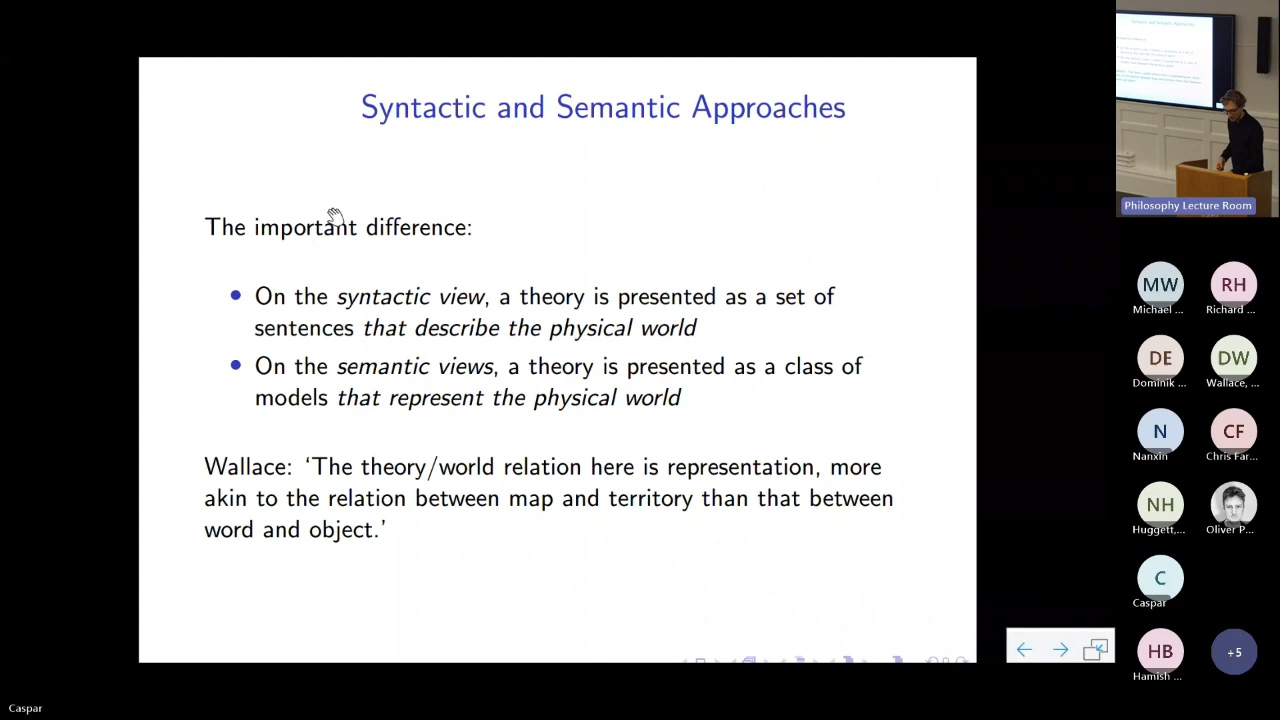 Syntactic and Semantic Approaches
The important difference:
• On the syntactic view, a theory is presented as a set of
sentences that describe the physical world
• On the semantic views, a theory is presented as a class of
models that represent the physical world
Wallace: ‘The theory/world relation here is representation, more
akin to the relation between map and territory than that between
word and object.’
Syntactic and Semantic Approaches
Philosophy Lecture Room
MW
Michael ...
RH
Richard ...
DE
Dominik ...
DW
Wallace, ...
N
Nanxin
CF
Chris Far...
NH
Huggett,...
Oliver P...
C
Caspar
HB
Hamish ...
+5
Caspar